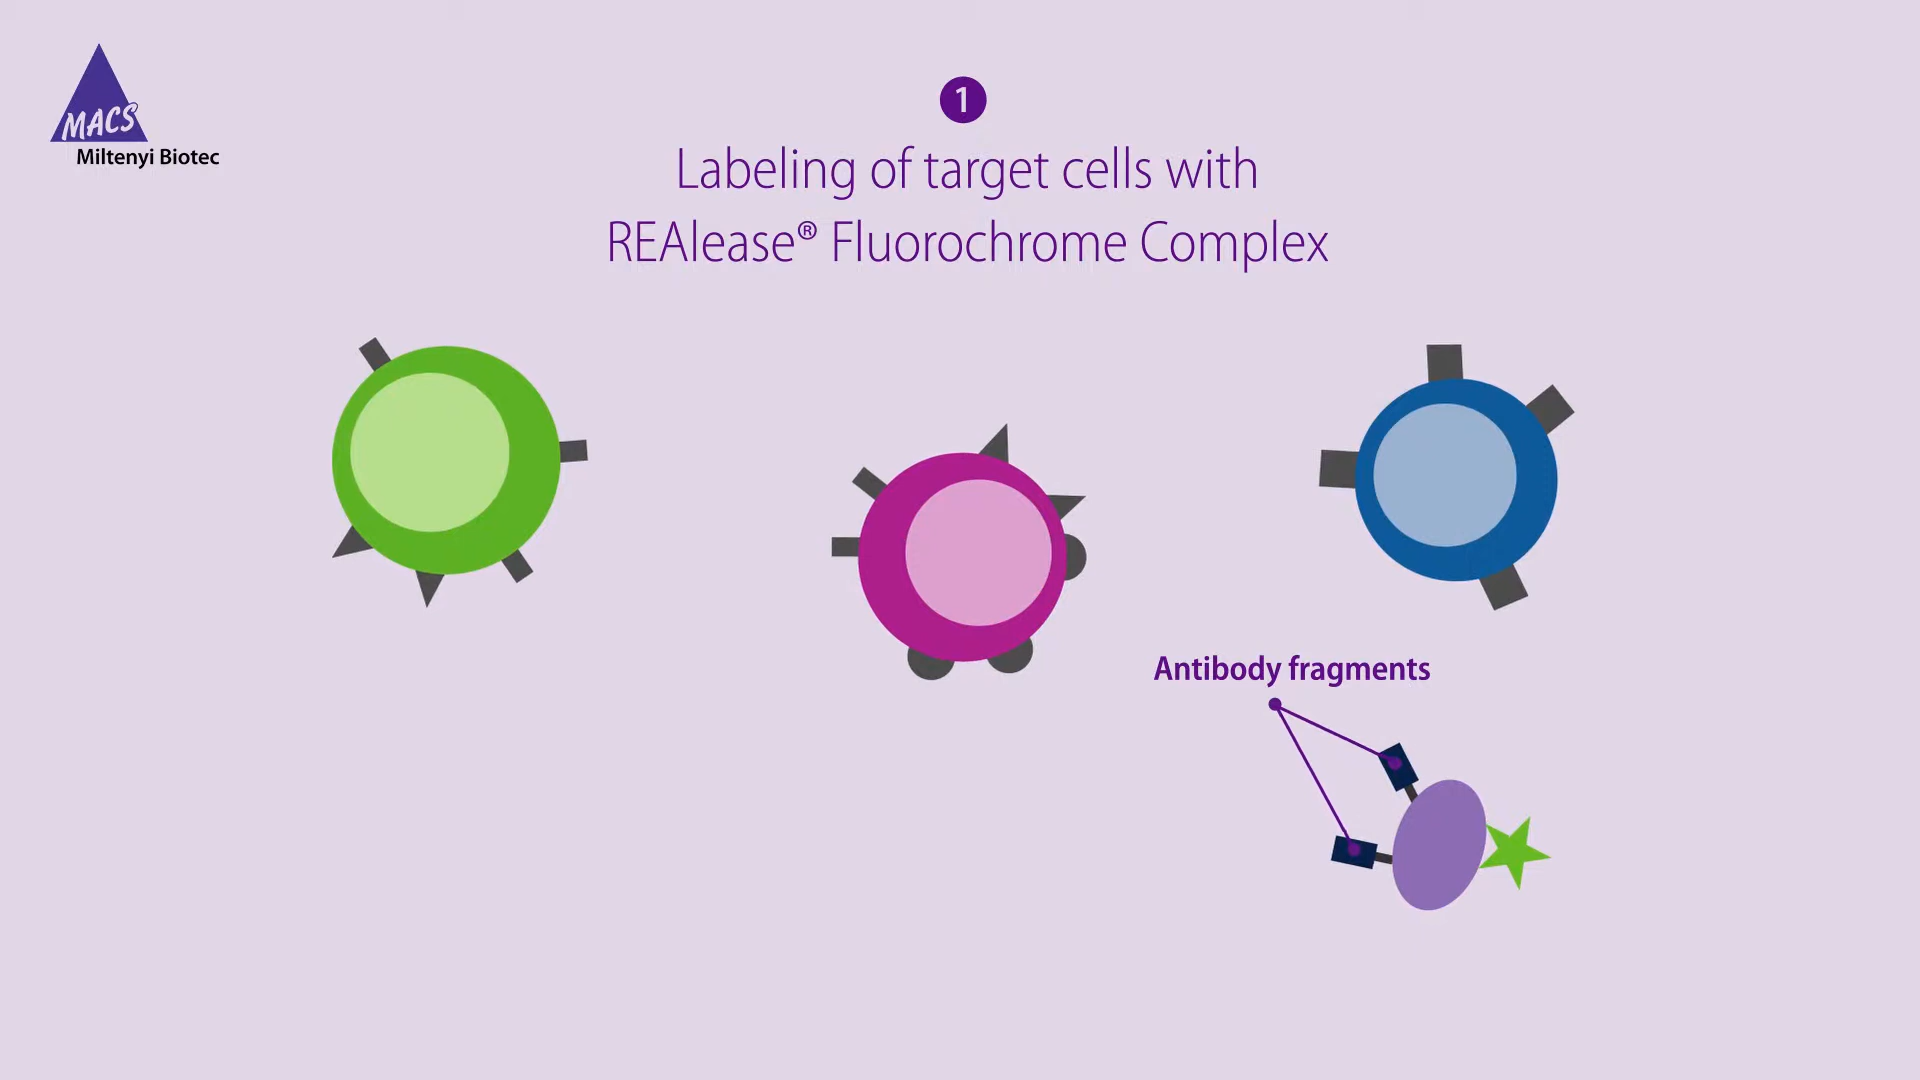 MACS
Miltenyi Biotec
1
Labeling of target cells with
REAlease® Fluorochrome Complex
Antibody fragments